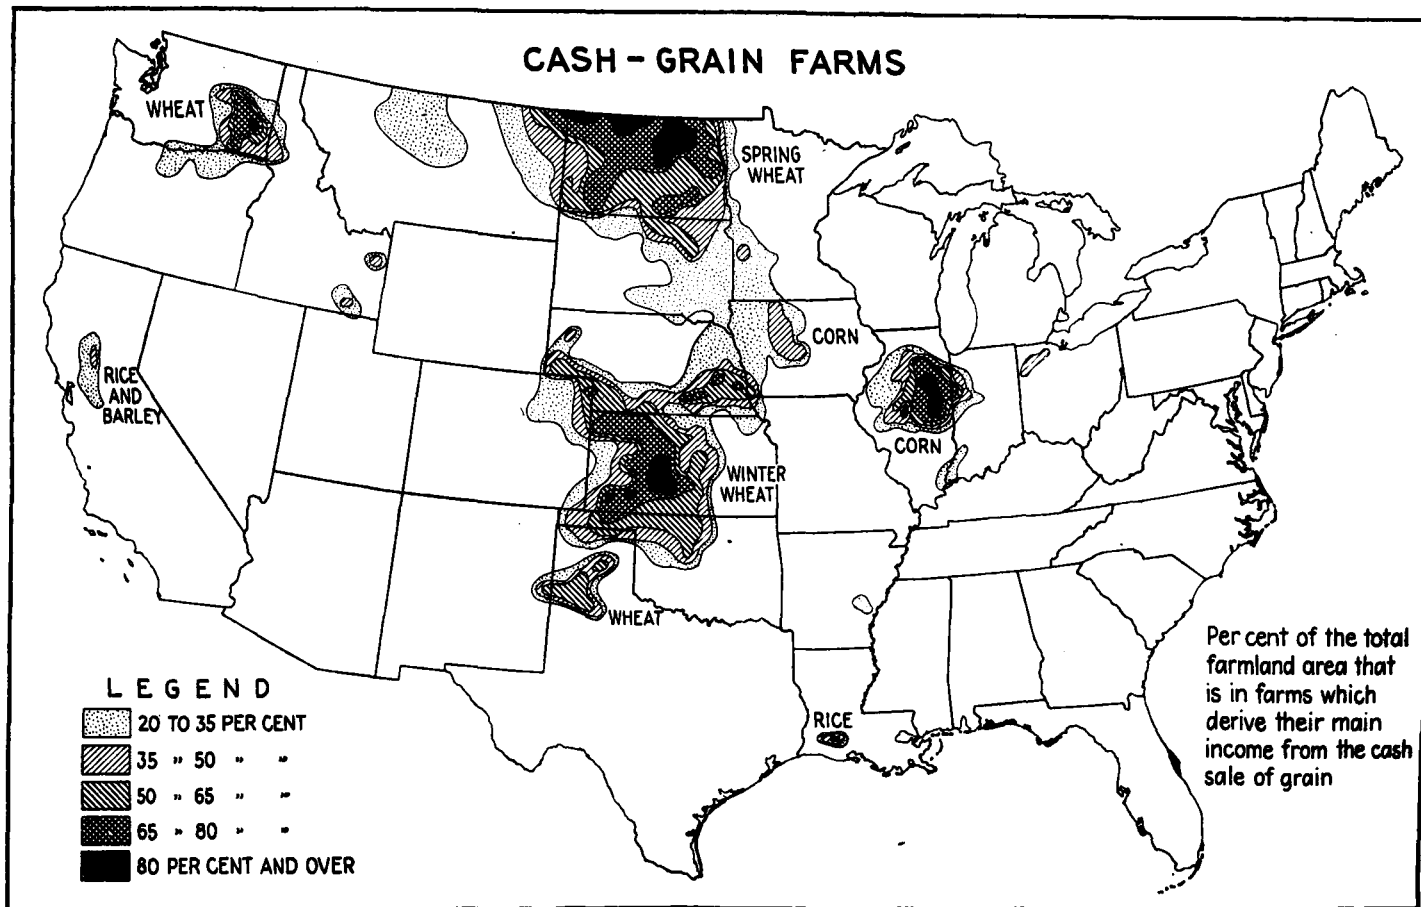 CASH - GRAIN FARMS
WHEAT
SPRING
WHEAT
CORN
RICE
AND
BARLEY
CORN
WINTER
WHEAT
WHEAT
RICE
Per cent of the total
farmland area that
is in farms which
derive their main
income from the cash
sale of grain
LEGEND
20 TO 35 PER CENT
35 " 50 " "
50 " 65 " "
65 " 80 " "
80 PER CENT AND OVER